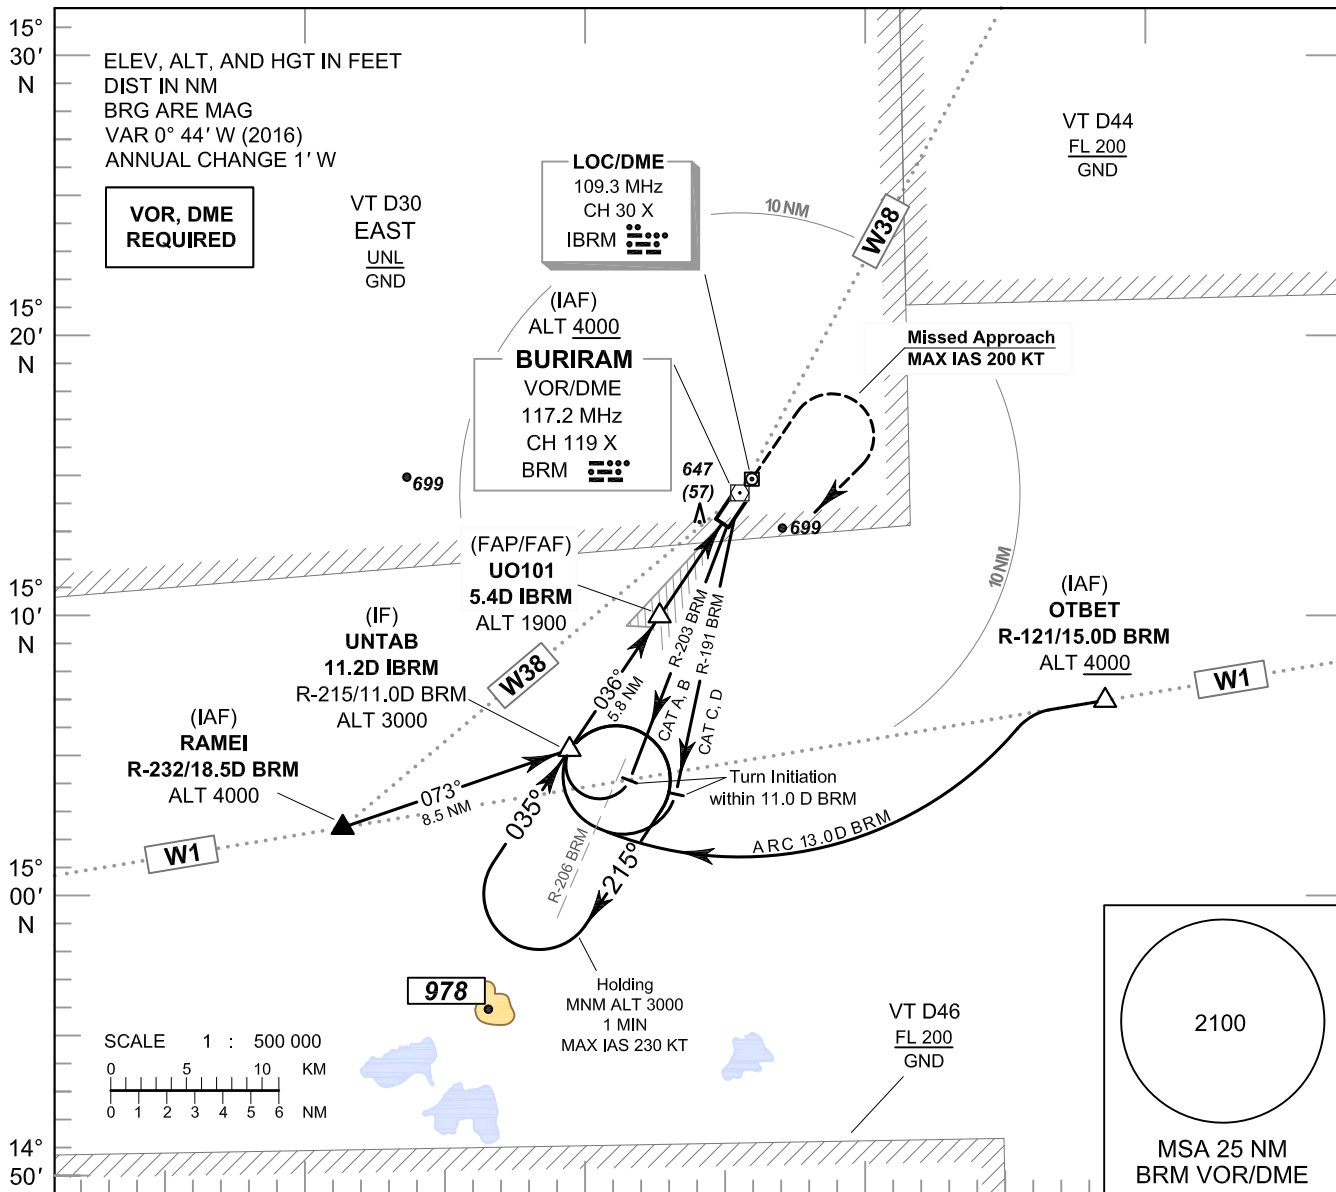 15°
30′
N
ELEV, ALT, AND HGT IN FEET
DIST IN NM
BRG ARE MAG
VAR 0° 44′ W (2016)
ANNUAL CHANGE 1′ W
VOR, DME
REQUIRED
VT D30
EAST
UNL
GND
LOC/DME
109.3 MHz
CH 30 X
IBRM
10 NM
W38
VT D44
FL 200
GND
15°
20′
N
(IAF)
ALT 4000
BURIRAM
VOR/DME
117.2 MHz
CH 119 X
BRM
Missed Approach
MAX IAS 200 KT
699
647
(57)
699
15°
10′
N
(FAP/FAF)
UO101
5.4D IBRM
ALT 1900
10 NM
(IAF)
OTBET
R-121/15.0D BRM
ALT 4000
(IF)
UNTAB
11.2D IBRM
R-215/11.0D BRM
ALT 3000
W38
036°
5.8 NM
R-203 BRM
CAT A, B
R-191 BRM
CAT C, D
W1
(IAF)
RAMEI
R-232/18.5D BRM
ALT 4000
073°
8.5 NM
Turn Initiation
within 11.0 D BRM
ARC 13.0D BRM
W1
035°
R-206 BRM
215°
15°
00′
N
978
Holding
MNM ALT 3000
1 MIN
MAX IAS 230 KT
VT D46
FL 200
GND
2100
MSA 25 NM
BRM VOR/DME
SCALE 1 : 500 000
0 5 10 KM
0 1 2 3 4 5 6 NM
14°
50′